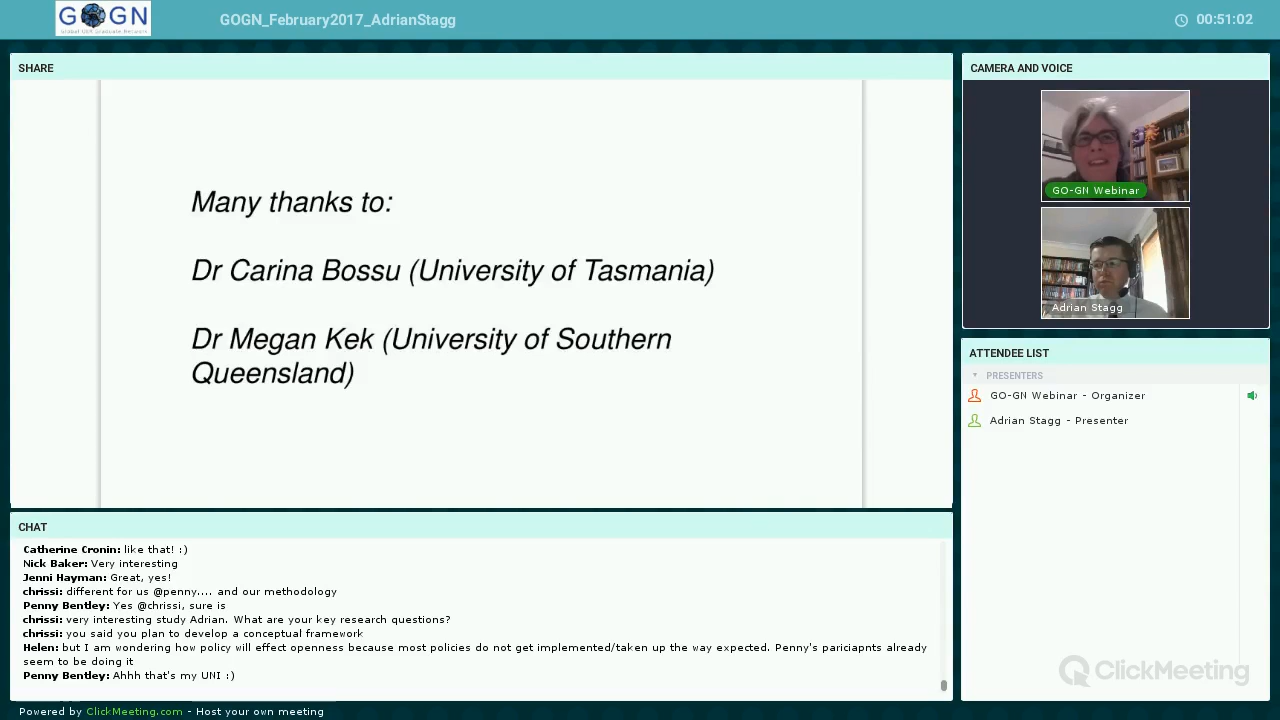 GOGN
Global OER Graduate Network
GOGN_February2017_AdrianStagg
00:51:02
SHARE
Many thanks to:
Dr Carina Bossu (University of Tasmania)
Dr Megan Kek (University of Southern
Queensland)
CAMERA AND VOICE
GO-GN Webinar
Adrian Stagg
ATTENDEE LIST
PRESENTERS
GO-GN Webinar - Organizer
Adrian Stagg - Presenter
CHAT
Catherine Cronin: like that! :)
Nick Baker: Very interesting
Jenni Hayman: Great, yes!
chrissi: different for us @penny.... and our methodology
Penny Bentley: Yes @chrissi, sure is
chrissi: very interesting study Adrian. What are your key research questions?
chrissi: you said you plan to develop a conceptual framework
Helen: but I am wondering how policy will effect openness because most policies do not get implemented/taken up the way expected. Penny's pariciapnts already
seem to be doing it
Penny Bentley: Ahhh that's my UNI :)
ClickMeeting
Powered by ClickMeeting.com - Host your own meeting